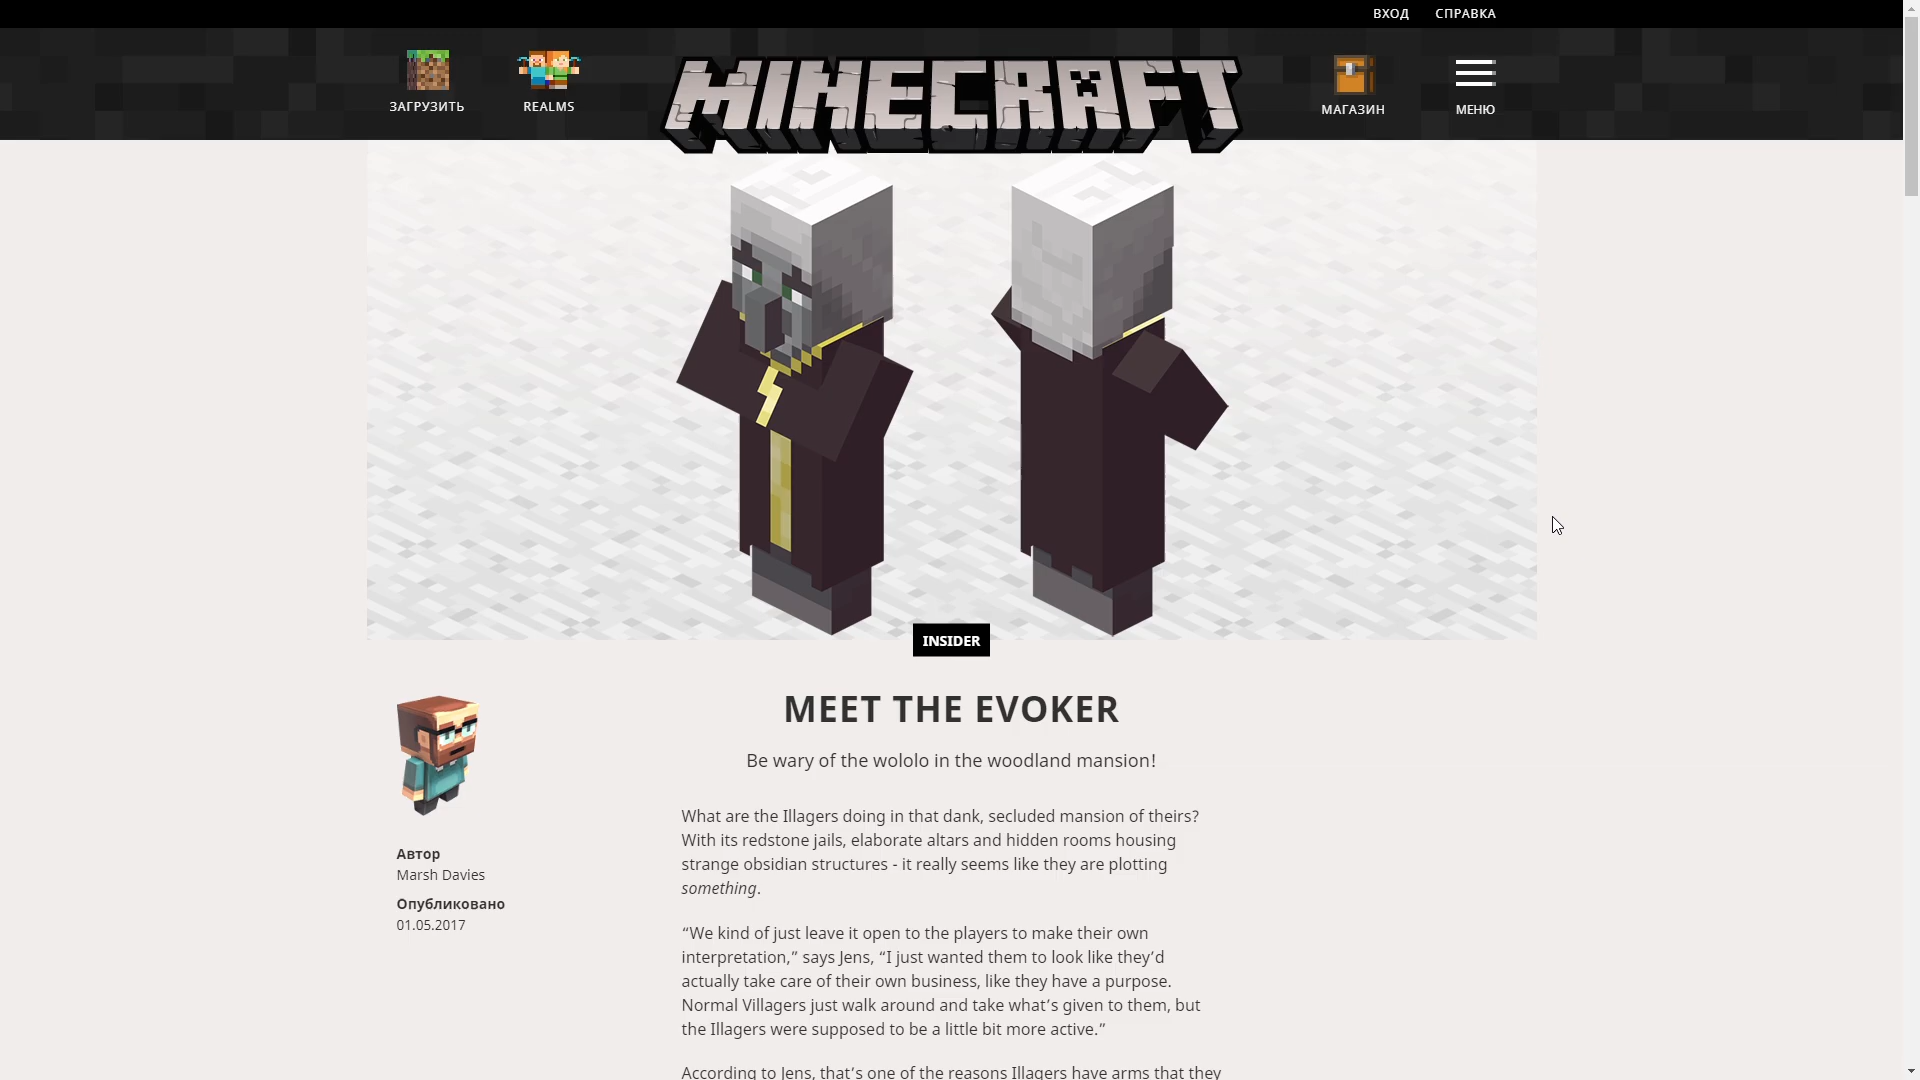 ВХОД СПРАВКА
ЗАГРУЗИТЬ
REALMS
MINECRAFT
МАГАЗИН
МЕНЮ
INSIDER
MEET THE EVOKER
Be wary of the wololo in the woodland mansion!
Автор
Marsh Davies
Опубликовано
01.05.2017
What are the Illagers doing in that dank, secluded mansion of theirs?
With its redstone jails, elaborate altars and hidden rooms housing
strange obsidian structures - it really seems like they are plotting
something.
“We kind of just leave it open to the players to make their own
interpretation,” says Jens, “I just wanted them to look like they’d
actually take care of their own business, like they have a purpose.
Normal Villagers just walk around and take what’s given to them, but
the Illagers were supposed to be a little bit more active.”
According to Jens, that’s one of the reasons Illagers have arms that they